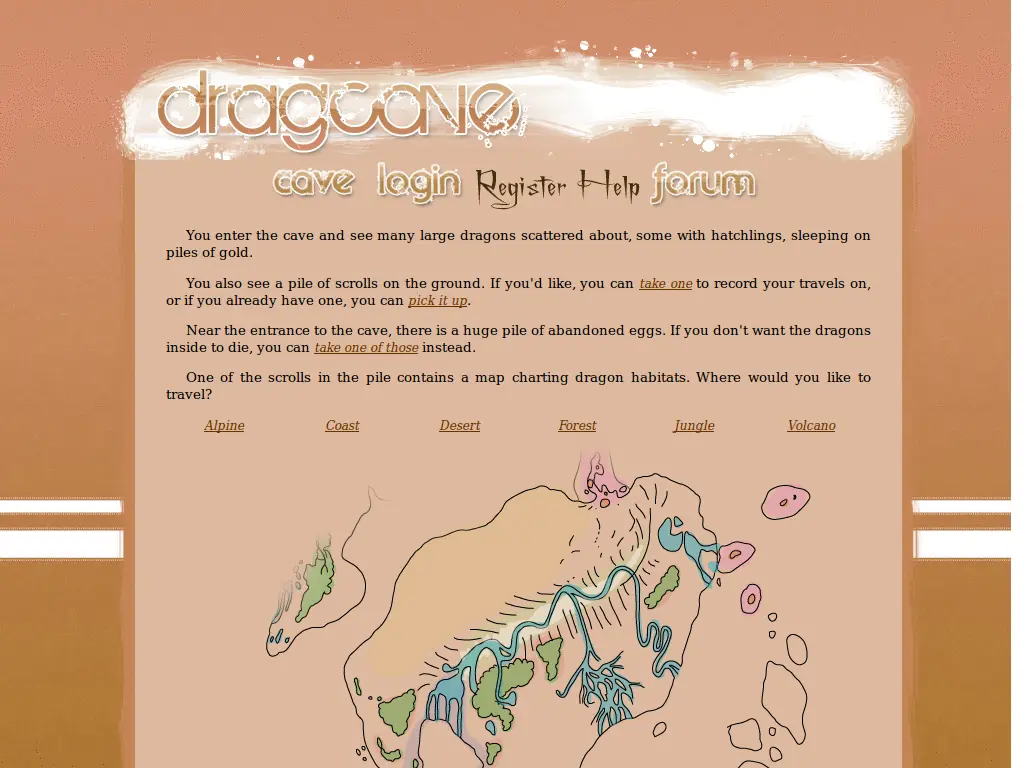 dragcave
cave login Register Help forum
You enter the cave and see many large dragons scattered about, some with hatchlings, sleeping on
piles of gold.
You also see a pile of scrolls on the ground. If you'd like, you can take one to record your travels on,
or if you already have one, you can pick it up.
Near the entrance to the cave, there is a huge pile of abandoned eggs. If you don't want the dragons
inside to die, you can take one of those instead.
One of the scrolls in the pile contains a map charting dragon habitats. Where would you like to
travel?
Alpine Coast Desert Forest Jungle Volcano